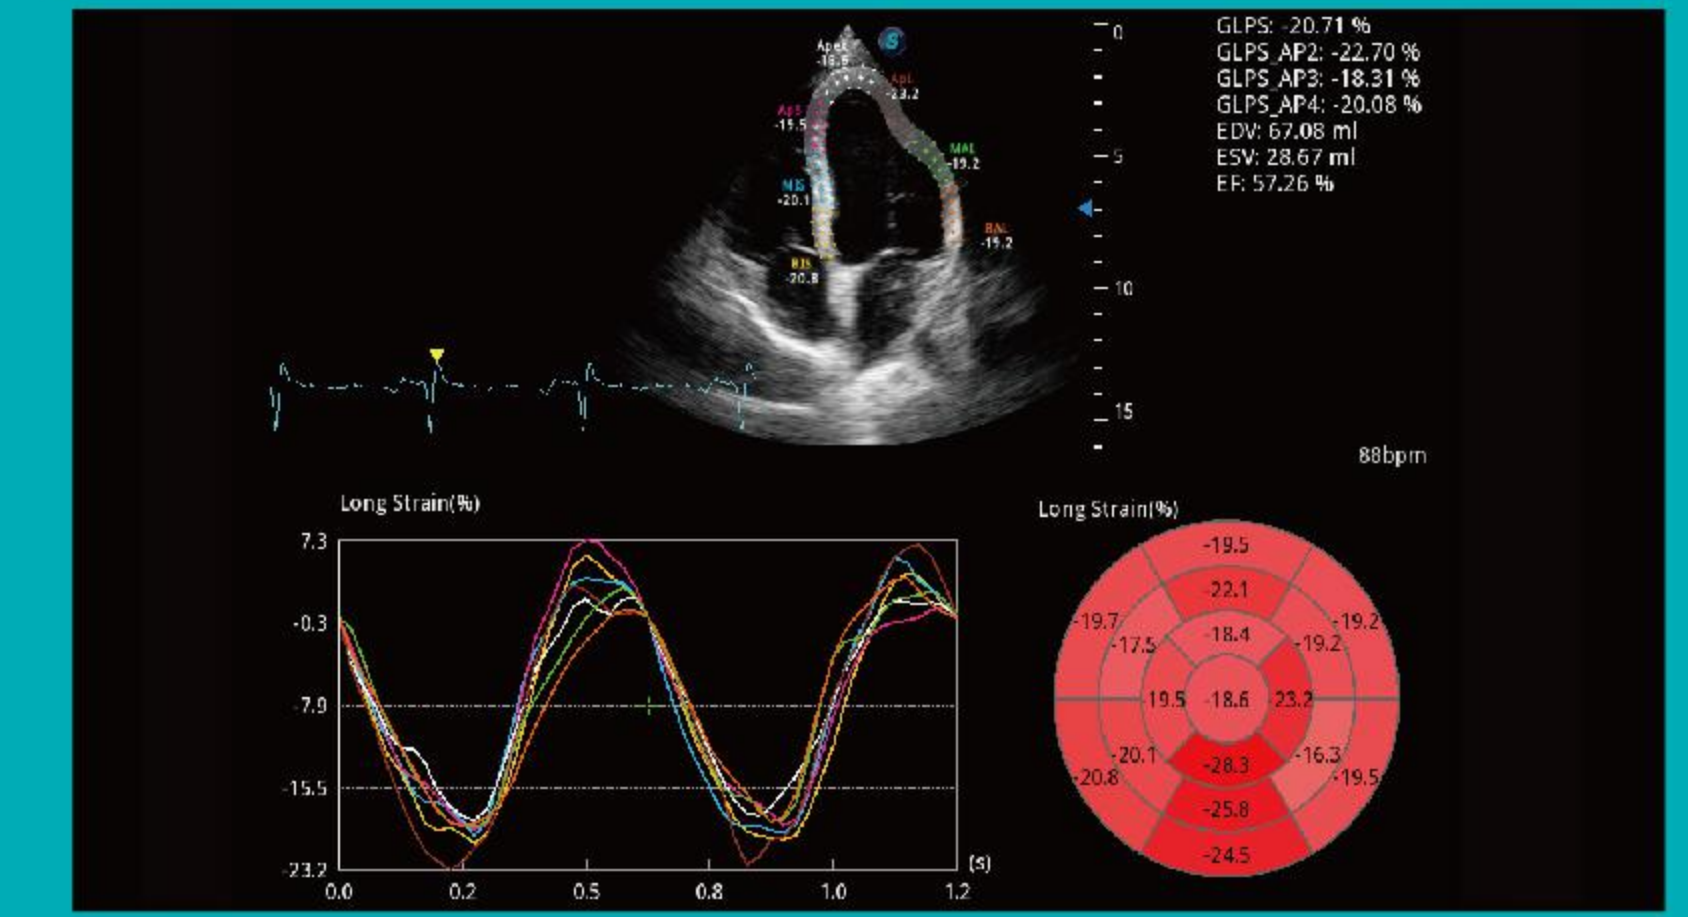 GLPS: -20.71 %
GLPS_AP2: -22.70 %
GLPS_AP3: -18.31 %
GLPS_AP4: -20.08 %
EDV: 67.08 ml
ESV: 28.67 ml
EF: 57.26 %
S
0
5
10
15
Apex
-18.6
ApL
-23.2
ApS
-19.5
MAL
-19.2
MIS
-20.1
BAL
-19.2
BIS
-20.8
88bpm
Long Strain(%)
7.3
-0.3
-7.9
-15.5
-23.2
0.0 0.2 0.5 0.8 1.0 1.2
(s)
Long Strain(%)
-19.5
-22.1
-19.7 -19.2
-17.5 -18.4 -19.2
19.5 -18.6 23.2
-20.1 -28.3 -16.3
-20.8 -19.5
-25.8
-24.5